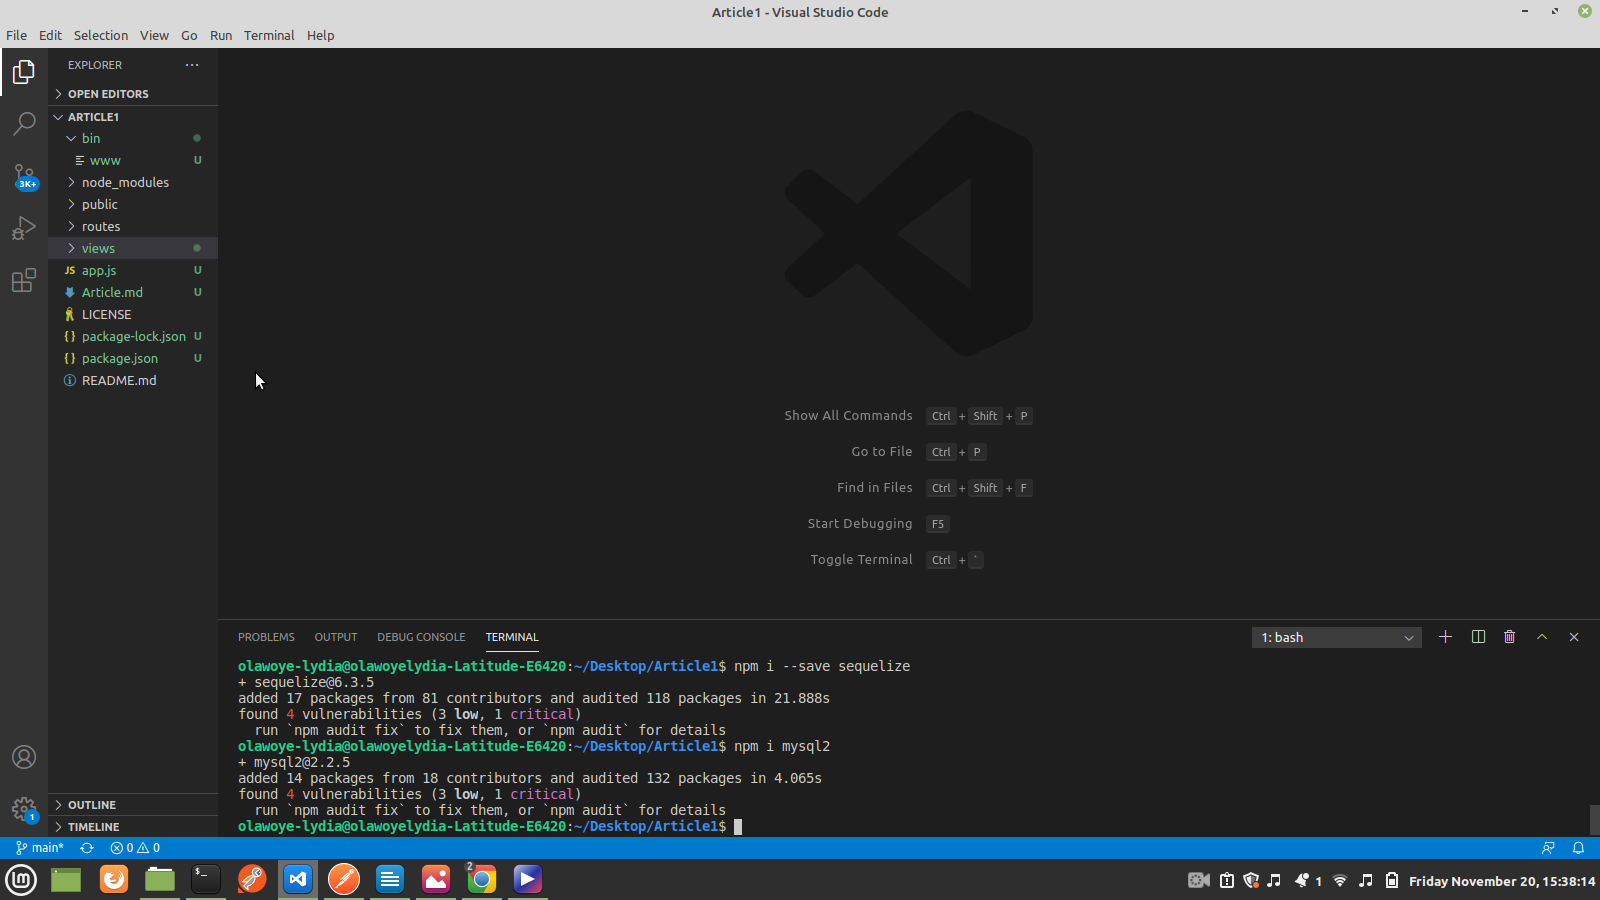 Article1 - Visual Studio Code
File Edit Selection View Go Run Terminal Help
EXPLORER
OPEN EDITORS
ARTICLE1
bin
www U
node_modules
public
routes
views
JS app.js U
Article.md U
LICENSE
{} package-lock.json U
{} package.json U
README.md
3K+
Show All Commands Ctrl + Shift + P
Go to File Ctrl + P
Find in Files Ctrl + Shift + F
Start Debugging F5
Toggle Terminal Ctrl + `
PROBLEMS OUTPUT DEBUG CONSOLE TERMINAL 1: bash
olawoye-lydia@olawoyelydia-Latitude-E6420:~/Desktop/Article1$ npm i --save sequelize
+ sequelize@6.3.5
added 17 packages from 81 contributors and audited 118 packages in 21.888s
found 4 vulnerabilities (3 low, 1 critical)
run `npm audit fix` to fix them, or `npm audit` for details
olawoye-lydia@olawoyelydia-Latitude-E6420:~/Desktop/Article1$ npm i mysql2
+ mysql2@2.2.5
added 14 packages from 18 contributors and audited 132 packages in 4.065s
found 4 vulnerabilities (3 low, 1 critical)
run `npm audit fix` to fix them, or `npm audit` for details
olawoye-lydia@olawoyelydia-Latitude-E6420:~/Desktop/Article1$
OUTLINE
TIMELINE
1
main* 0 0
2
1 Friday November 20, 15:38:14